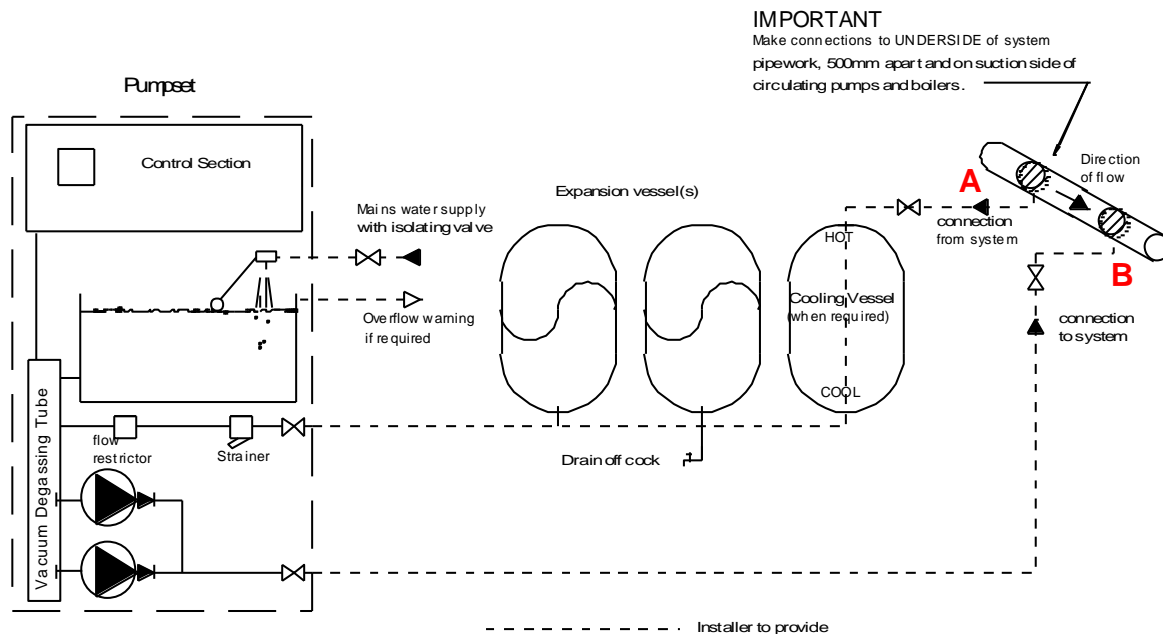 IMPORTANT
Make connections to UNDERSIDE of system
pipework, 500mm apart and on suction side of
circulating pumps and boilers.
Pumpset
Control Section
Direction
of flow
A
Expansion vessel(s)
Mains water supply
with isolating valve
connection
from system
HOT
B
Cooling Vessel
(when required)
Overflow warning
if required
connection
to system
COOL
flow
restrictor
Strainer
Drain off cock
Vacuum Degassing Tube
Installer to provide